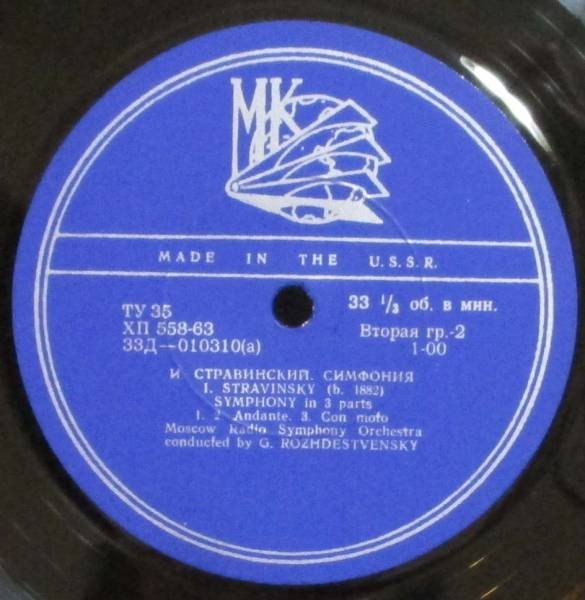 МК
MADE IN THE U.S.S.R.
ТУ 35
ХП 558-63
33Д—010310(а)
33 1/3 об. в мин.
Вторая гр.-2
1-00
И. СТРАВИНСКИЙ. СИМФОНИЯ
I. STRAVINSKY (b. 1882)
SYMPHONY in 3 parts
1. 2. Andante. 3. Con moto
Moscow Radio Symphony Orchestra
conducted by G. ROZHDESTVENSKY